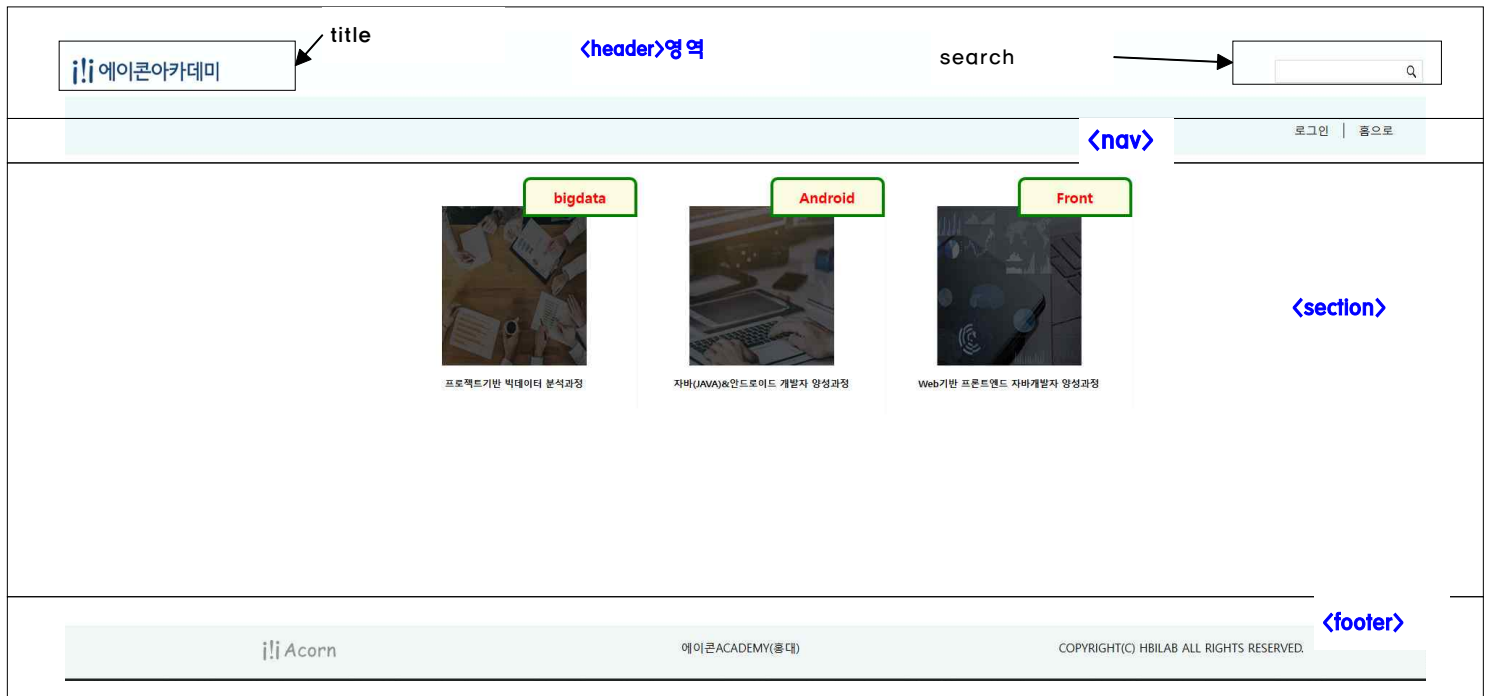 title
<header>영역
search
에이콘아카데미
<nav>
로그인 | 홈으로
bigdata
Android
Front
<section>
프로젝트기반 빅데이터 분석과정
자바(JAVA)&안드로이드 개발자 양성과정
Web기반 프론트엔드 자바개발자 양성과정
<footer>
Acorn
에이콘ACADEMY(홍대)
COPYRIGHT(C) HBILAB ALL RIGHTS RESERVED.